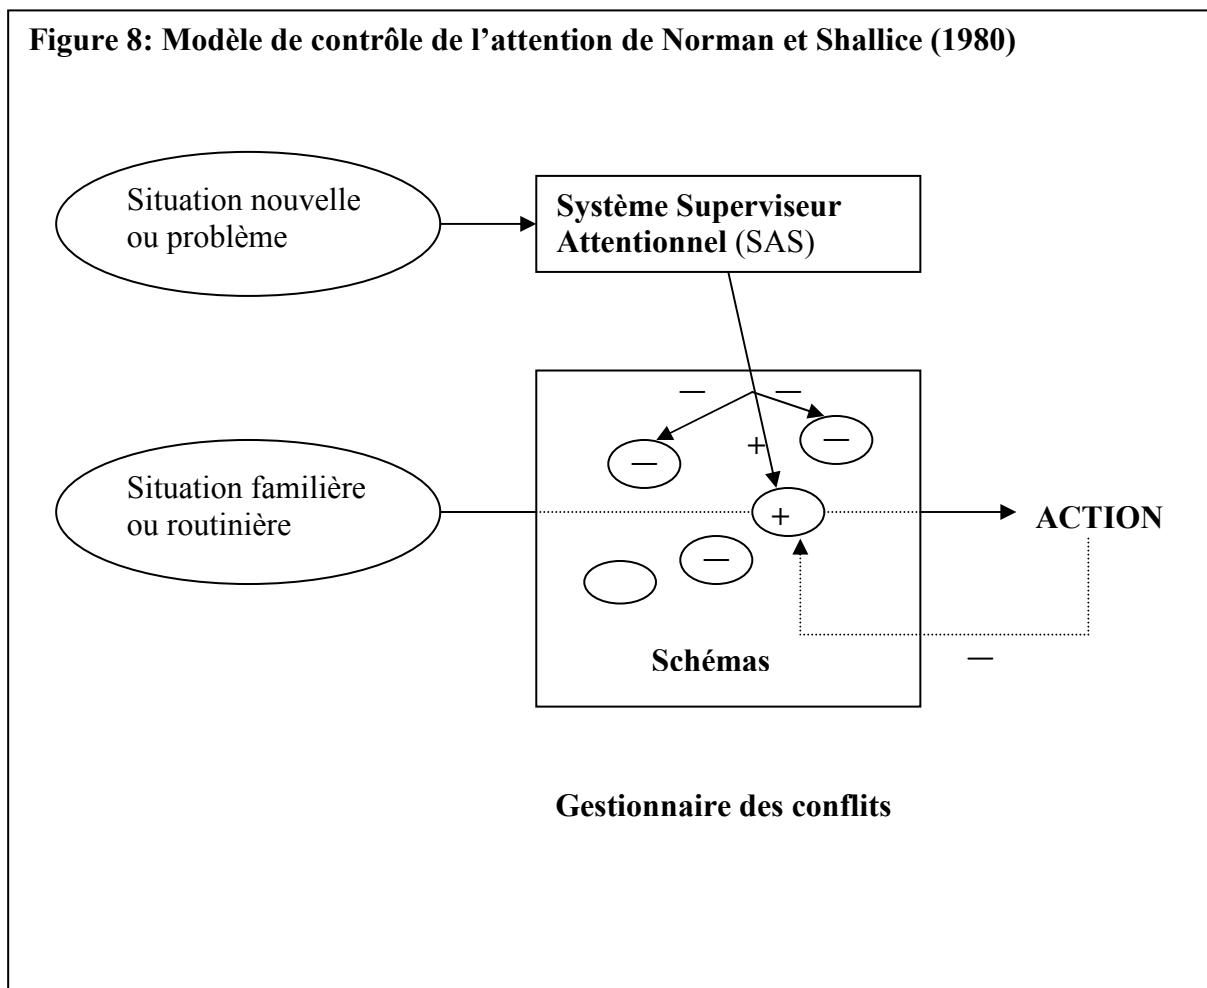 Figure 8: Modèle de contrôle de l’attention de Norman et Shallice (1980)
Situation nouvelle
ou problème
Système Superviseur
Attentionnel (SAS)
— —
— + —
Situation familière
ou routinière
+
ACTION
—
Schémas
—
Gestionnaire des conflits